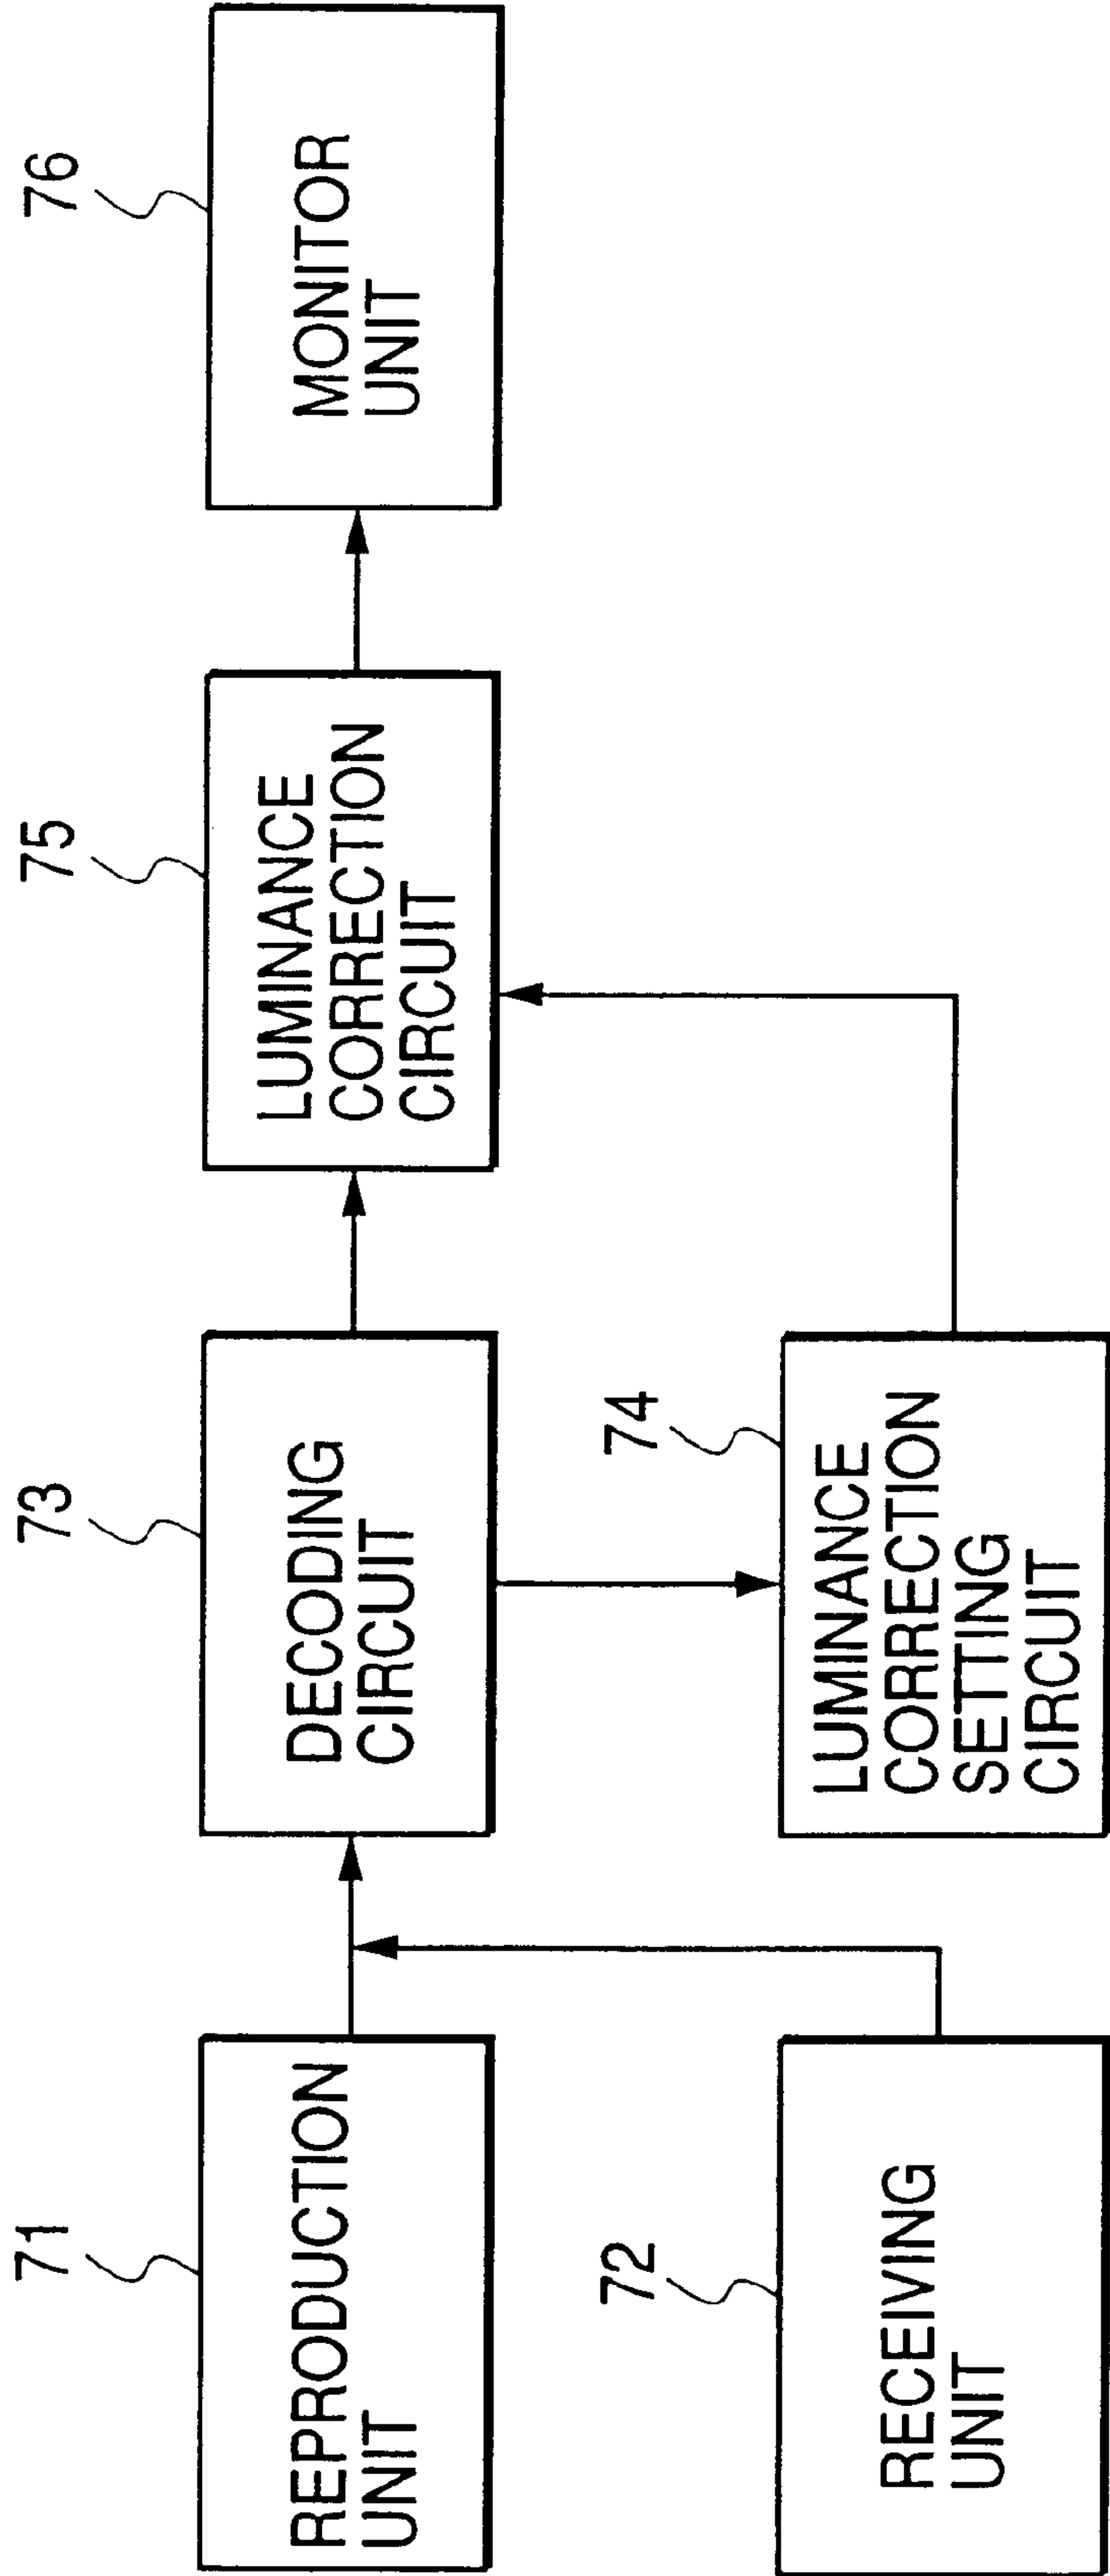 71
REPRODUCTION
UNIT
73
DECODING
CIRCUIT
75
LUMINANCE
CORRECTION
CIRCUIT
76
MONITOR
UNIT
72
RECEIVING
UNIT
74
LUMINANCE
CORRECTION
SETTING
CIRCUIT